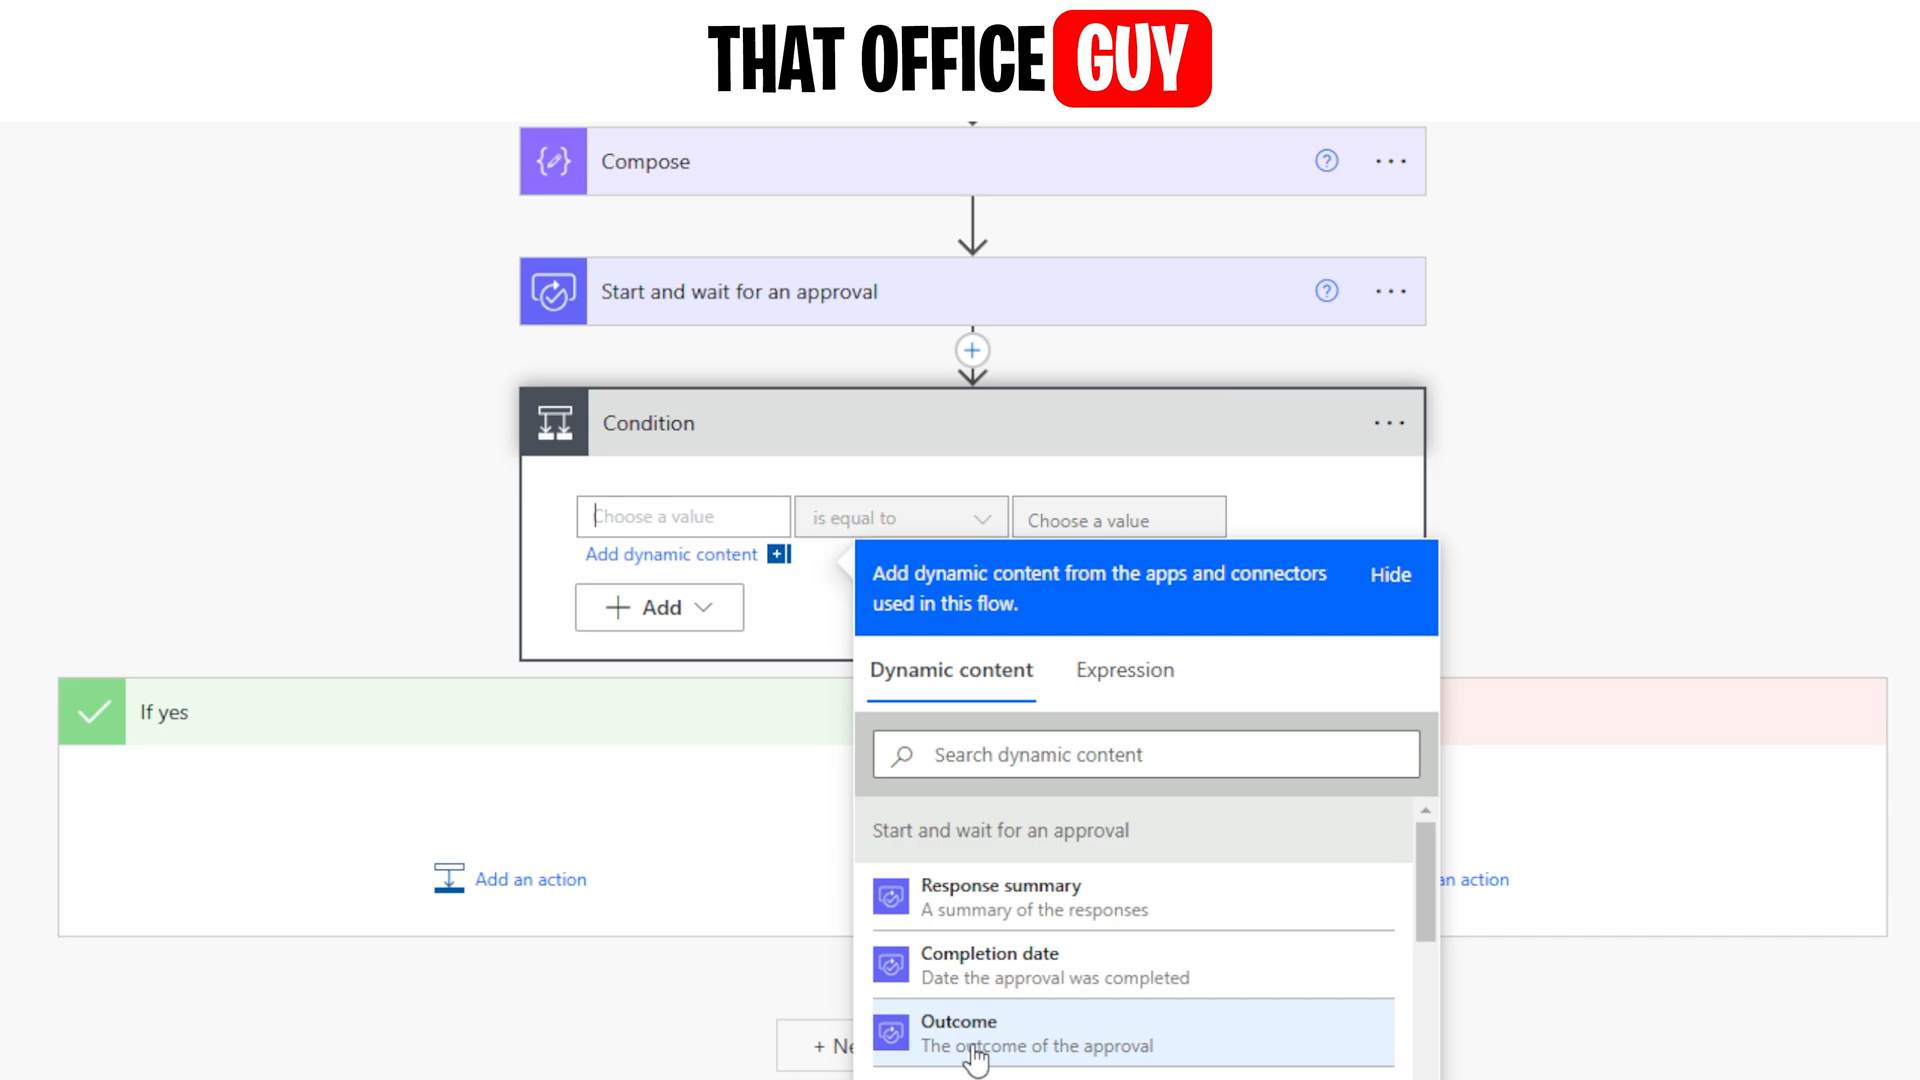 THAT OFFICE GUY
Compose
Start and wait for an approval
Condition
Choose a value
is equal to
Choose a value
Add dynamic content
Add
Add dynamic content from the apps and connectors
used in this flow.
Hide
Dynamic content
Expression
Search dynamic content
If yes
Start and wait for an approval
Response summary
A summary of the responses
Add an action
an action
Completion date
Date the approval was completed
Outcome
The outcome of the approval
+ Ne